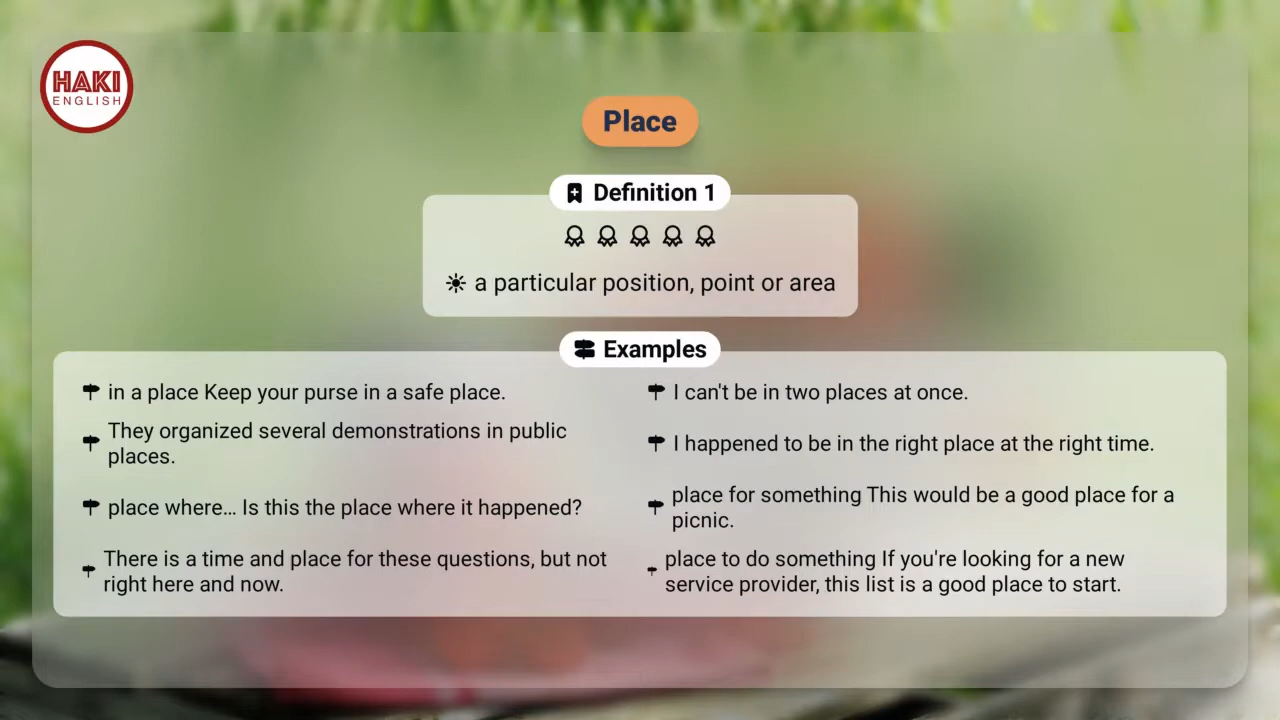 HAKI
ENGLISH
Place
Definition 1
a particular position, point or area
Examples
in a place Keep your purse in a safe place.
They organized several demonstrations in public
places.
place where… Is this the place where it happened?
There is a time and place for these questions, but not
right here and now.
I can't be in two places at once.
I happened to be in the right place at the right time.
place for something This would be a good place for a
picnic.
place to do something If you're looking for a new
service provider, this list is a good place to start.